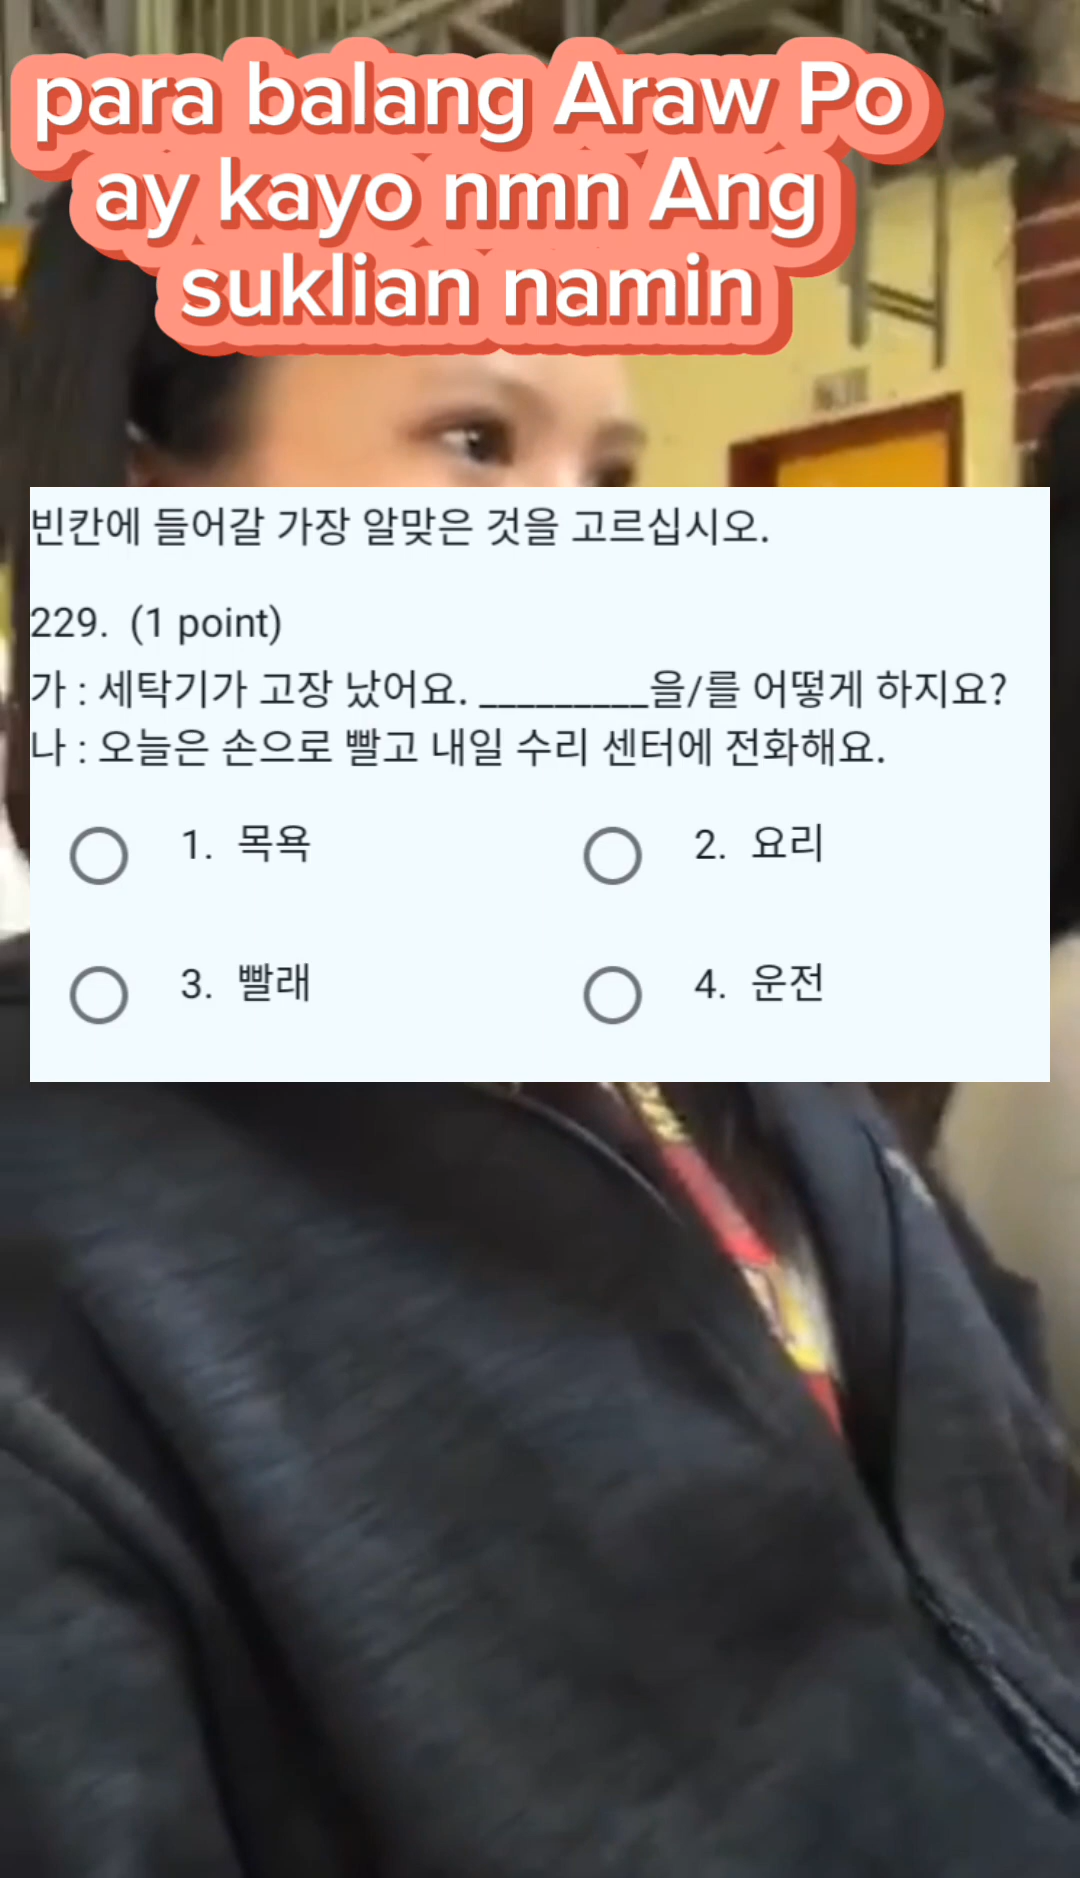 para balang Araw Po
ay kayo nmn Ang
suklian namin
빈칸에 들어갈 가장 알맞은 것을 고르십시오.
229. (1 point)
가 : 세탁기가 고장 났어요. _________을/를 어떻게 하지요?
나 : 오늘은 손으로 빨고 내일 수리 센터에 전화해요.
1. 목욕
2. 요리
3. 빨래
4. 운전